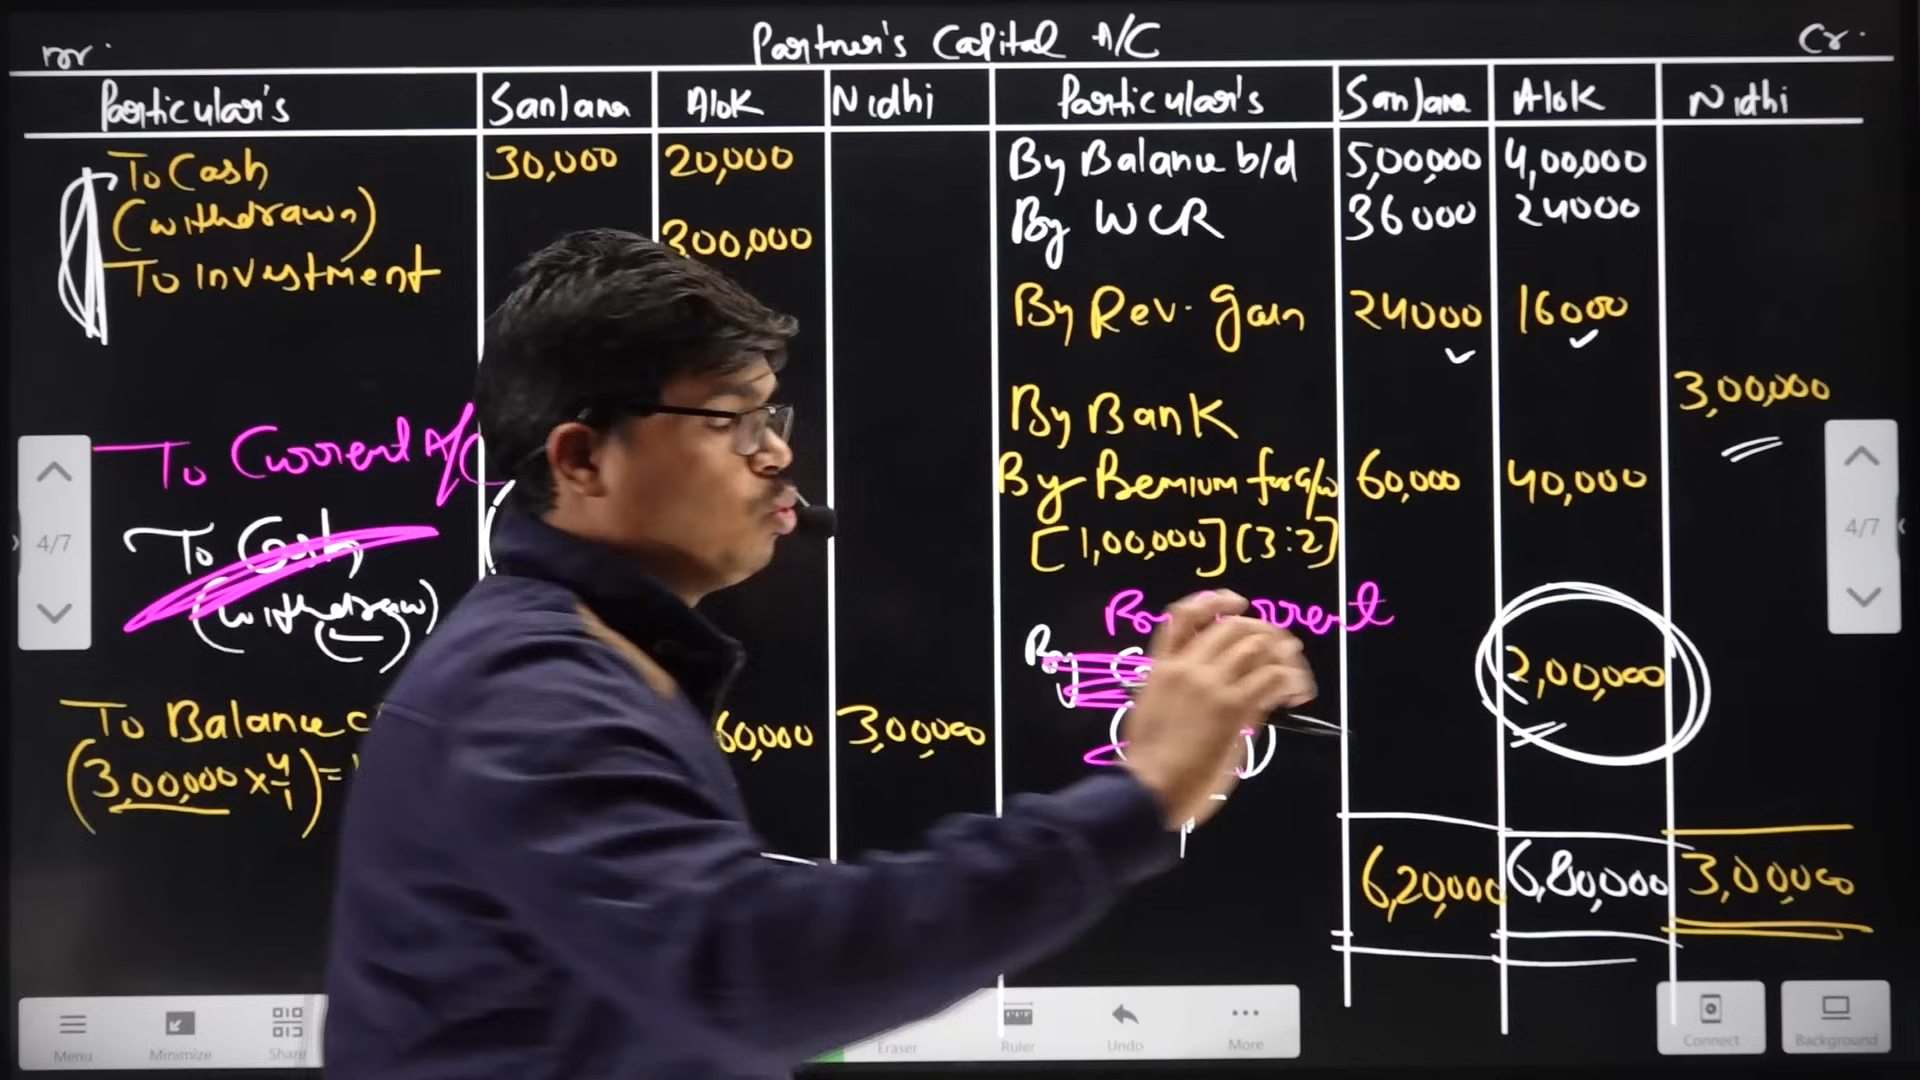 Partner's Capital A/C
Dr.
Cr.
Particular's Sanjana Alok Nidhi Particular's Sanjana Alok Nidhi
To Cash 30,000 20,000
(withdrawn)
To Investment 300,000
To Current A/C
To Cash
(withdraw)
To Balance 60,000 3,00,000
(3,00,000 × 4/1) =
By Balance b/d 5,00,000 4,00,000
By WCR 36000 24000
By Rev. Gain 24000 16000
By Bank 3,00,000
By Premium for G/w 60,000 40,000
[1,00,000] (3:2)
By Current
By
2,00,000
6,20,000 6,80,000 3,00,000
4/7
4/7
Menu Minimize Share Eraser Ruler Undo More Connect Background